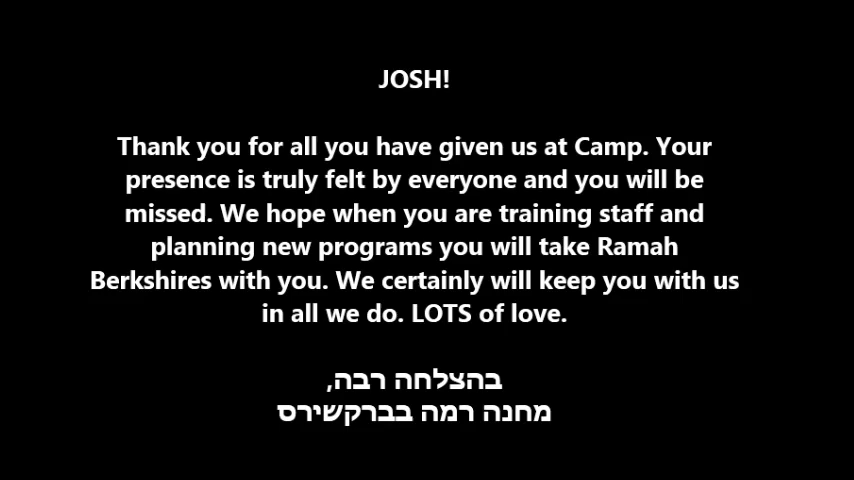 JOSH!
Thank you for all you have given us at Camp. Your
presence is truly felt by everyone and you will be
missed. We hope when you are training staff and
planning new programs you will take Ramah
Berkshires with you. We certainly will keep you with us
in all we do. LOTS of love.
בהצלחה רבה,
מחנה רמה בברקשירס